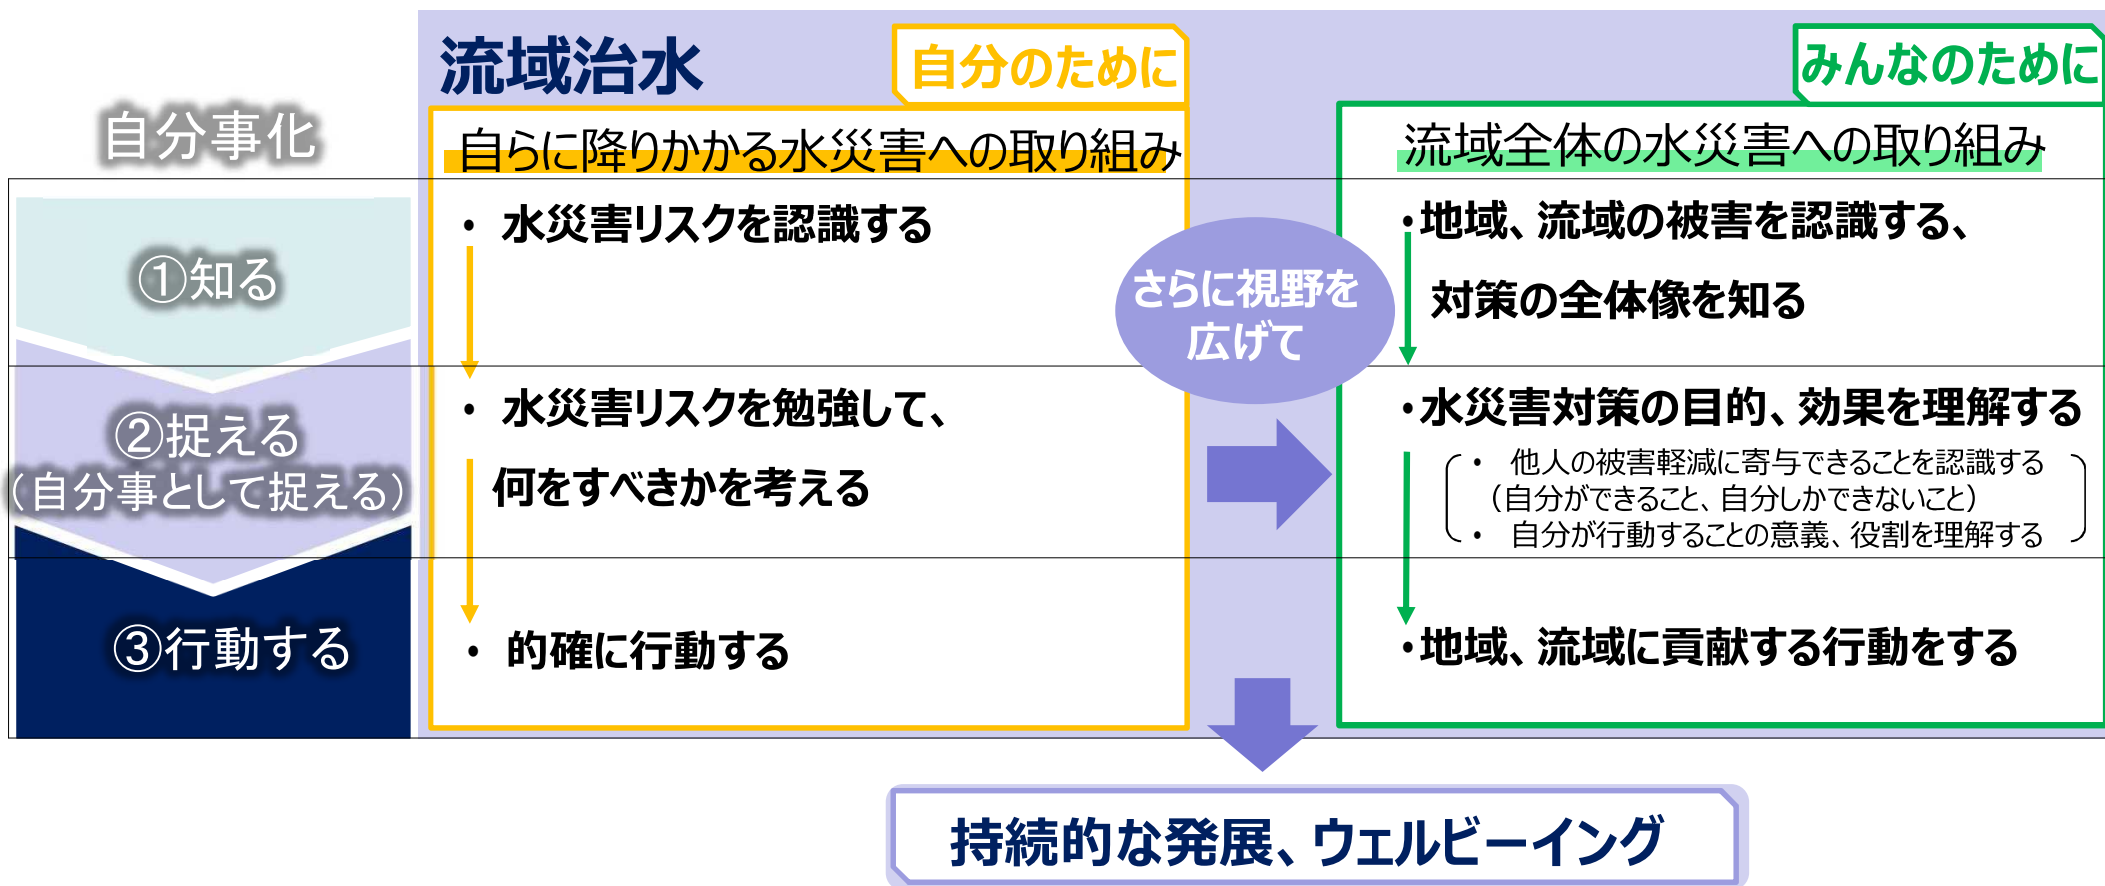 流域治水
自分のために
みんなのために
自分事化
自らに降りかかる水災害への取り組み
流域全体の水災害への取り組み
①知る
・ 水災害リスクを認識する
さらに視野を
広げて
・地域、流域の被害を認識する、
対策の全体像を知る
②捉える
（自分事として捉える）
・ 水災害リスクを勉強して、
何をすべきかを考える
・水災害対策の目的、効果を理解する
・ 他人の被害軽減に寄与できることを認識する
（自分ができること、自分しかできないこと）
・ 自分が行動することの意義、役割を理解する
③行動する
・ 的確に行動する
・地域、流域に貢献する行動をする
持続的な発展、ウェルビーイング